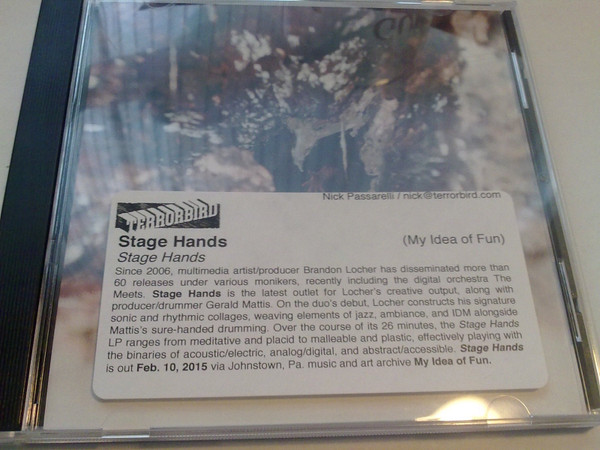 Nick Passarelli / nick@terrorbird.com
TERRORBIRD
Stage Hands
(My Idea of Fun)
Stage Hands
Since 2006, multimedia artist/producer Brandon Locher has disseminated more than
60 releases under various monikers, recently including the digital orchestra The
Meets. Stage Hands is the latest outlet for Locher's creative output, along with
producer/drummer Gerald Mattis. On the duo's debut, Locher constructs his signature
sonic and rhythmic collages, weaving elements of jazz, ambiance, and IDM alongside
Mattis's sure-handed drumming. Over the course of its 26 minutes, the Stage Hands
LP ranges from meditative and placid to malleable and plastic, effectively playing with
the binaries of acoustic/electric, analog/digital, and abstract/accessible. Stage Hands
is out Feb. 10, 2015 via Johnstown, Pa. music and art archive My Idea of Fun.